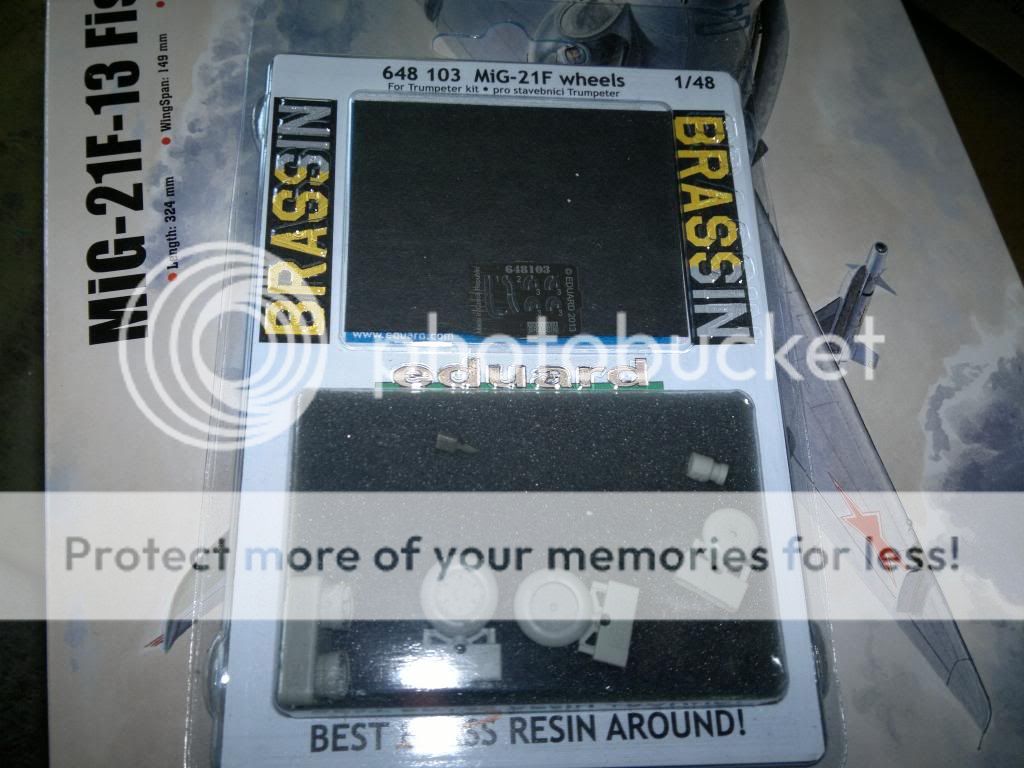 MiG-21F-13 Fis
Length: 324 mm
WingSpan: 149 mm
648 103 MiG-21F wheels
1/48
For Trumpeter kit • pro stavebnici Trumpeter
BRASSIN
BRASSIN
648103
© EDUARD 2013
www.eduard.com
photobucket
eduard
Protect more of your memories for less!
BEST SS RESIN AROUND!